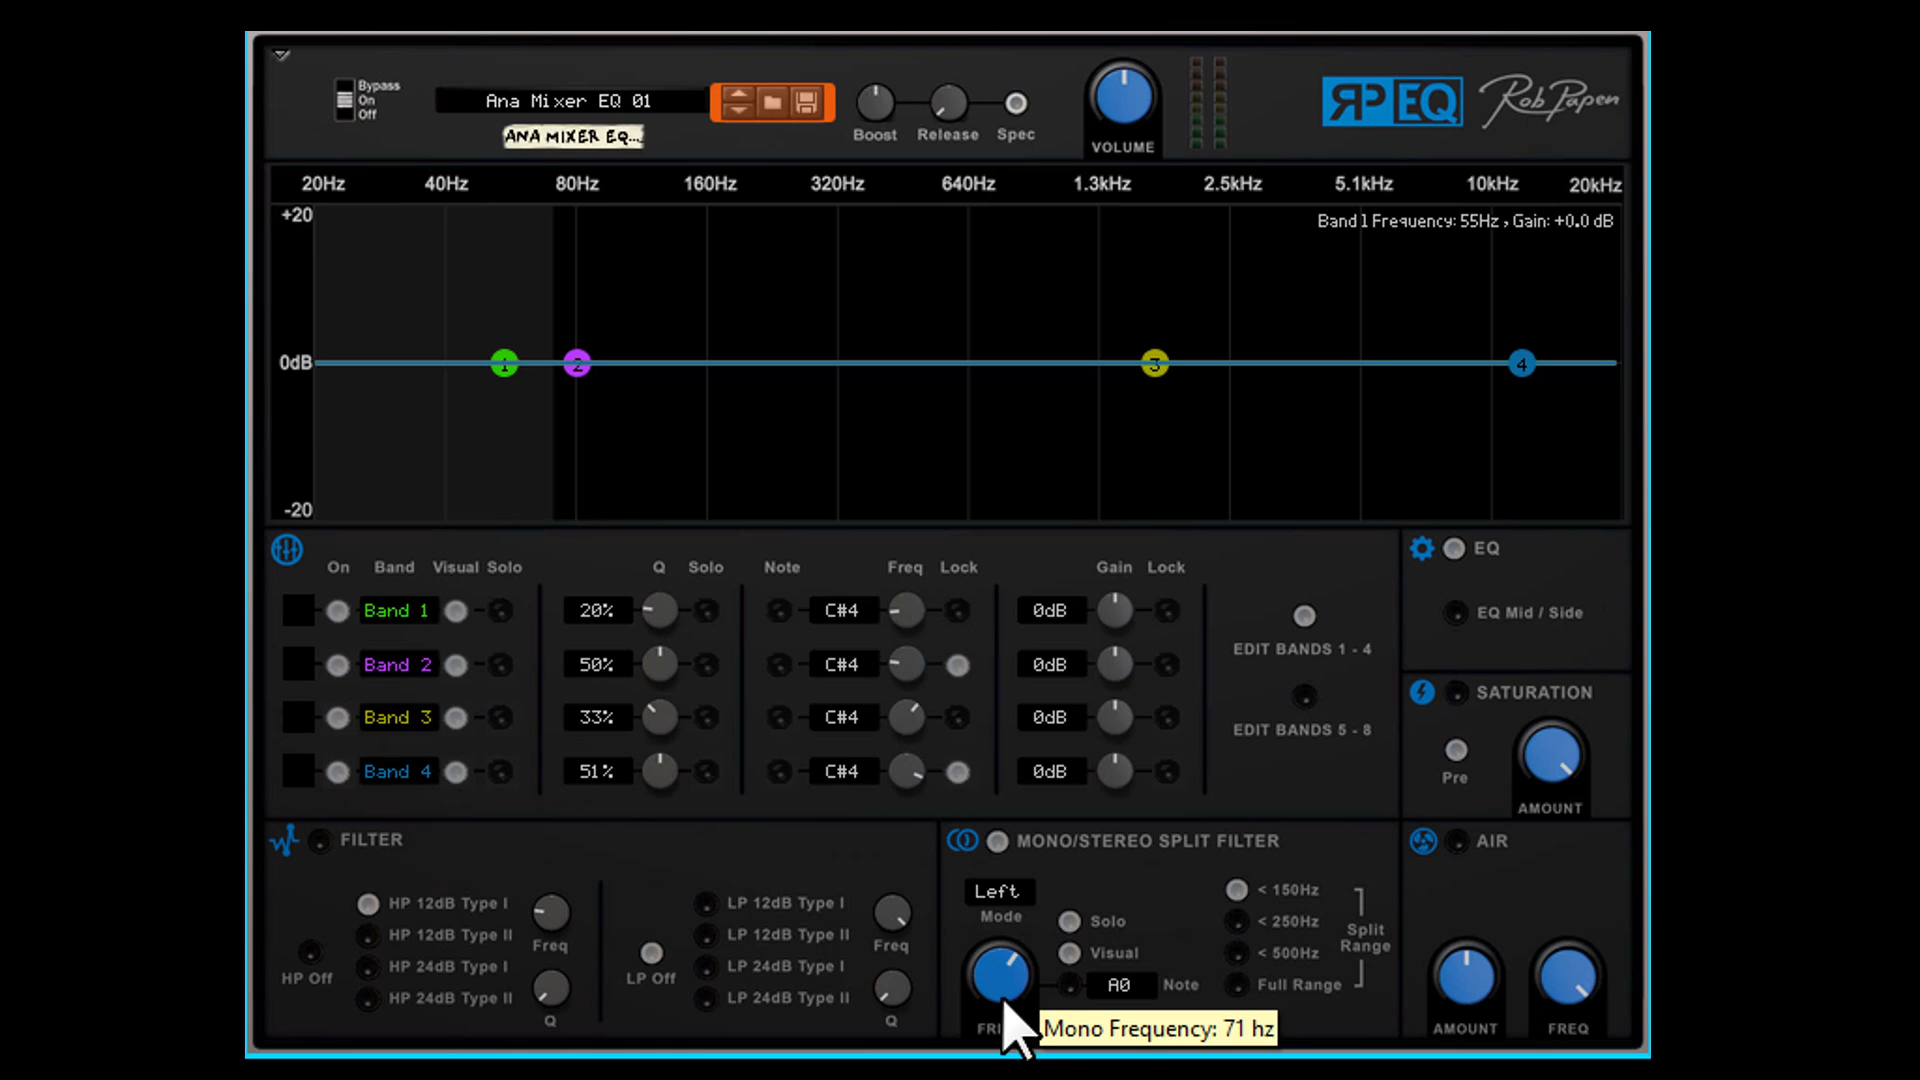 Bypass
On
Off
Ana Mixer EQ 01
ANA MIXER EQ...
Boost
Release
Spec
VOLUME
RP EQ
Rob Papen
20Hz 40Hz 80Hz 160Hz 320Hz 640Hz 1.3kHz 2.5kHz 5.1kHz 10kHz 20kHz
+20
Band 1 Frequency: 55Hz , Gain: +0.0 dB
0dB
1 2 3 4
-20
On Band Visual Solo Q Solo Note Freq Lock Gain Lock
Band 1 20% C#4 0dB
Band 2 50% C#4 0dB
Band 3 33% C#4 0dB
Band 4 51% C#4 0dB
EDIT BANDS 1 - 4
EDIT BANDS 5 - 8
EQ
EQ Mid / Side
SATURATION
Pre
AMOUNT
FILTER
HP Off
HP 12dB Type I
HP 12dB Type II
HP 24dB Type I
HP 24dB Type II
Freq
Q
LP Off
LP 12dB Type I
LP 12dB Type II
LP 24dB Type I
LP 24dB Type II
Freq
Q
MONO/STEREO SPLIT FILTER
Left
Mode
Solo
Visual
A0 Note
< 150Hz
< 250Hz
< 500Hz
Full Range
Split
Range
Mono Frequency: 71 hz
AIR
AMOUNT
FREQ